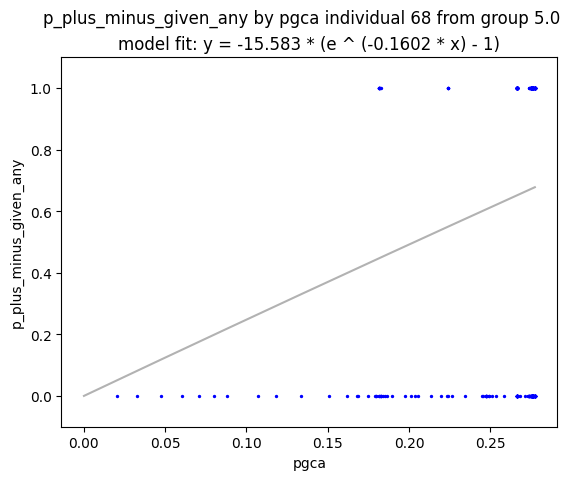 p_plus_minus_given_any by pgca individual 68 from group 5.0
model fit: y = -15.583 * (e ^ (-0.1602 * x) - 1)
1.0
0.8
0.6
0.4
0.2
0.0
p_plus_minus_given_any
0.00 0.05 0.10 0.15 0.20 0.25
pgca